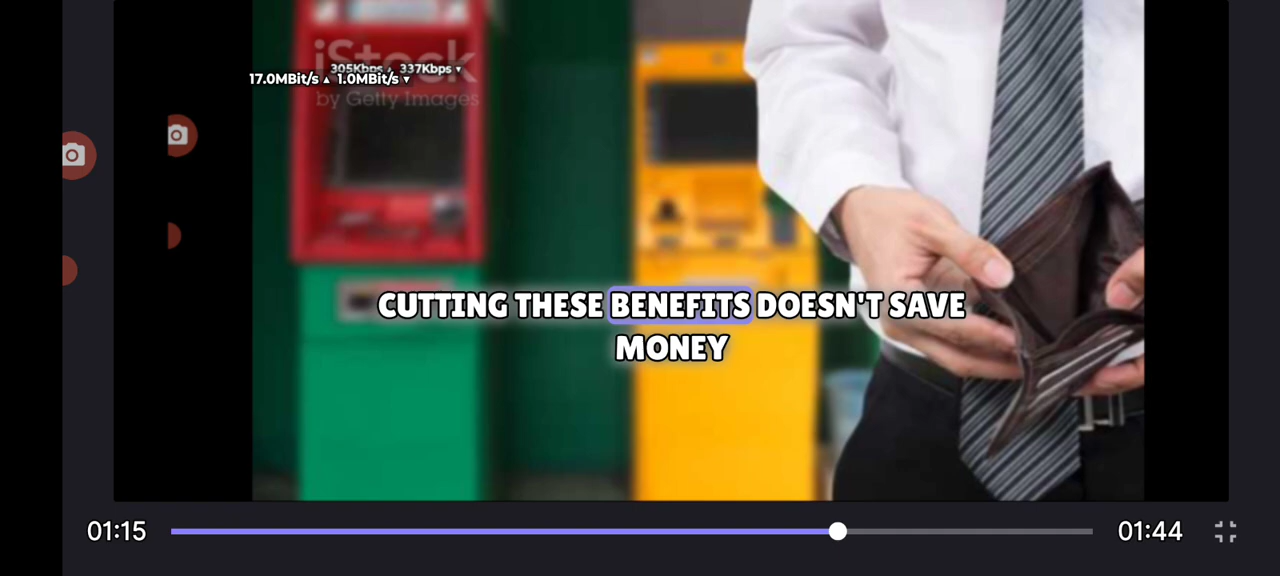 iStock
305Kbps ▲ 337Kbps ▼
17.0MBit/s ▲ 1.0MBit/s ▼
by Getty Images
CUTTING THESE BENEFITS DOESN'T SAVE
MONEY
01:15
01:44